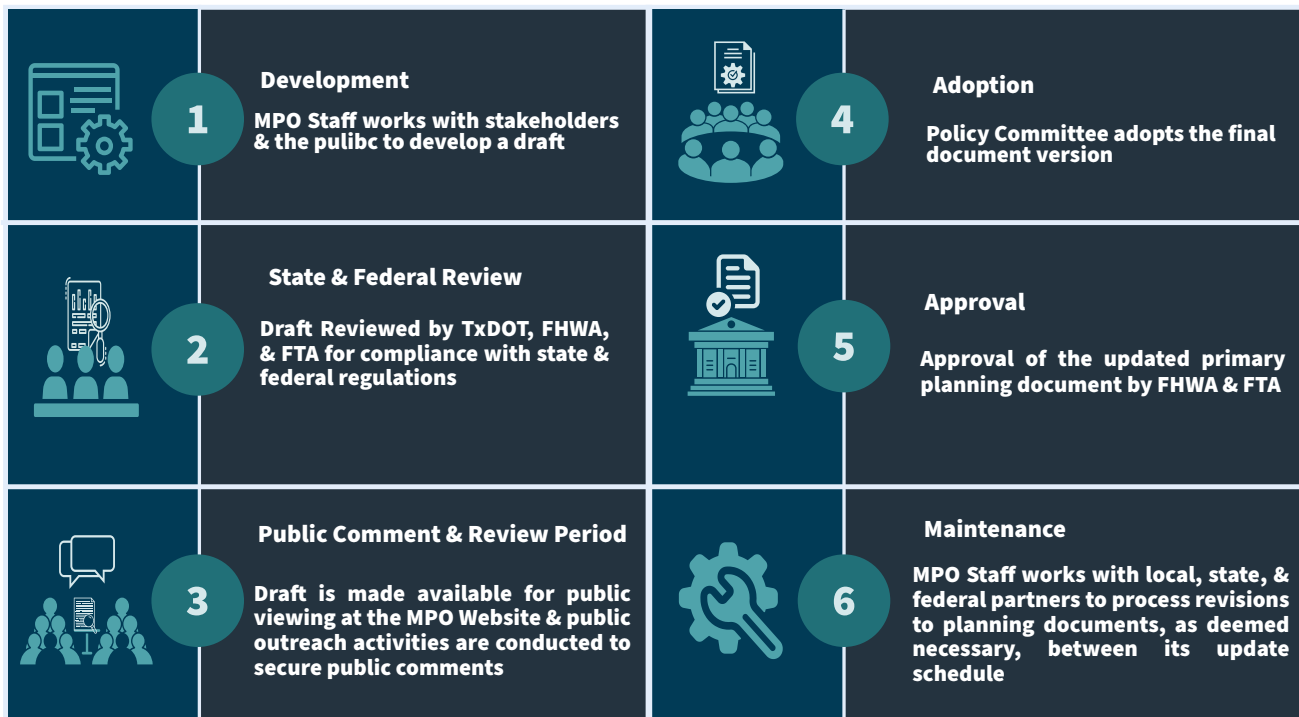 1
Development
MPO Staff works with stakeholders
& the pulibc to develop a draft
2
State & Federal Review
Draft Reviewed by TxDOT, FHWA,
& FTA for compliance with state &
federal regulations
3
Public Comment & Review Period
Draft is made available for public
viewing at the MPO Website & public
outreach activities are conducted to
secure public comments
4
Adoption
Policy Committee adopts the final
document version
5
Approval
Approval of the updated primary
planning document by FHWA & FTA
6
Maintenance
MPO Staff works with local, state, &
federal partners to process revisions
to planning documents, as deemed
necessary, between its update
schedule